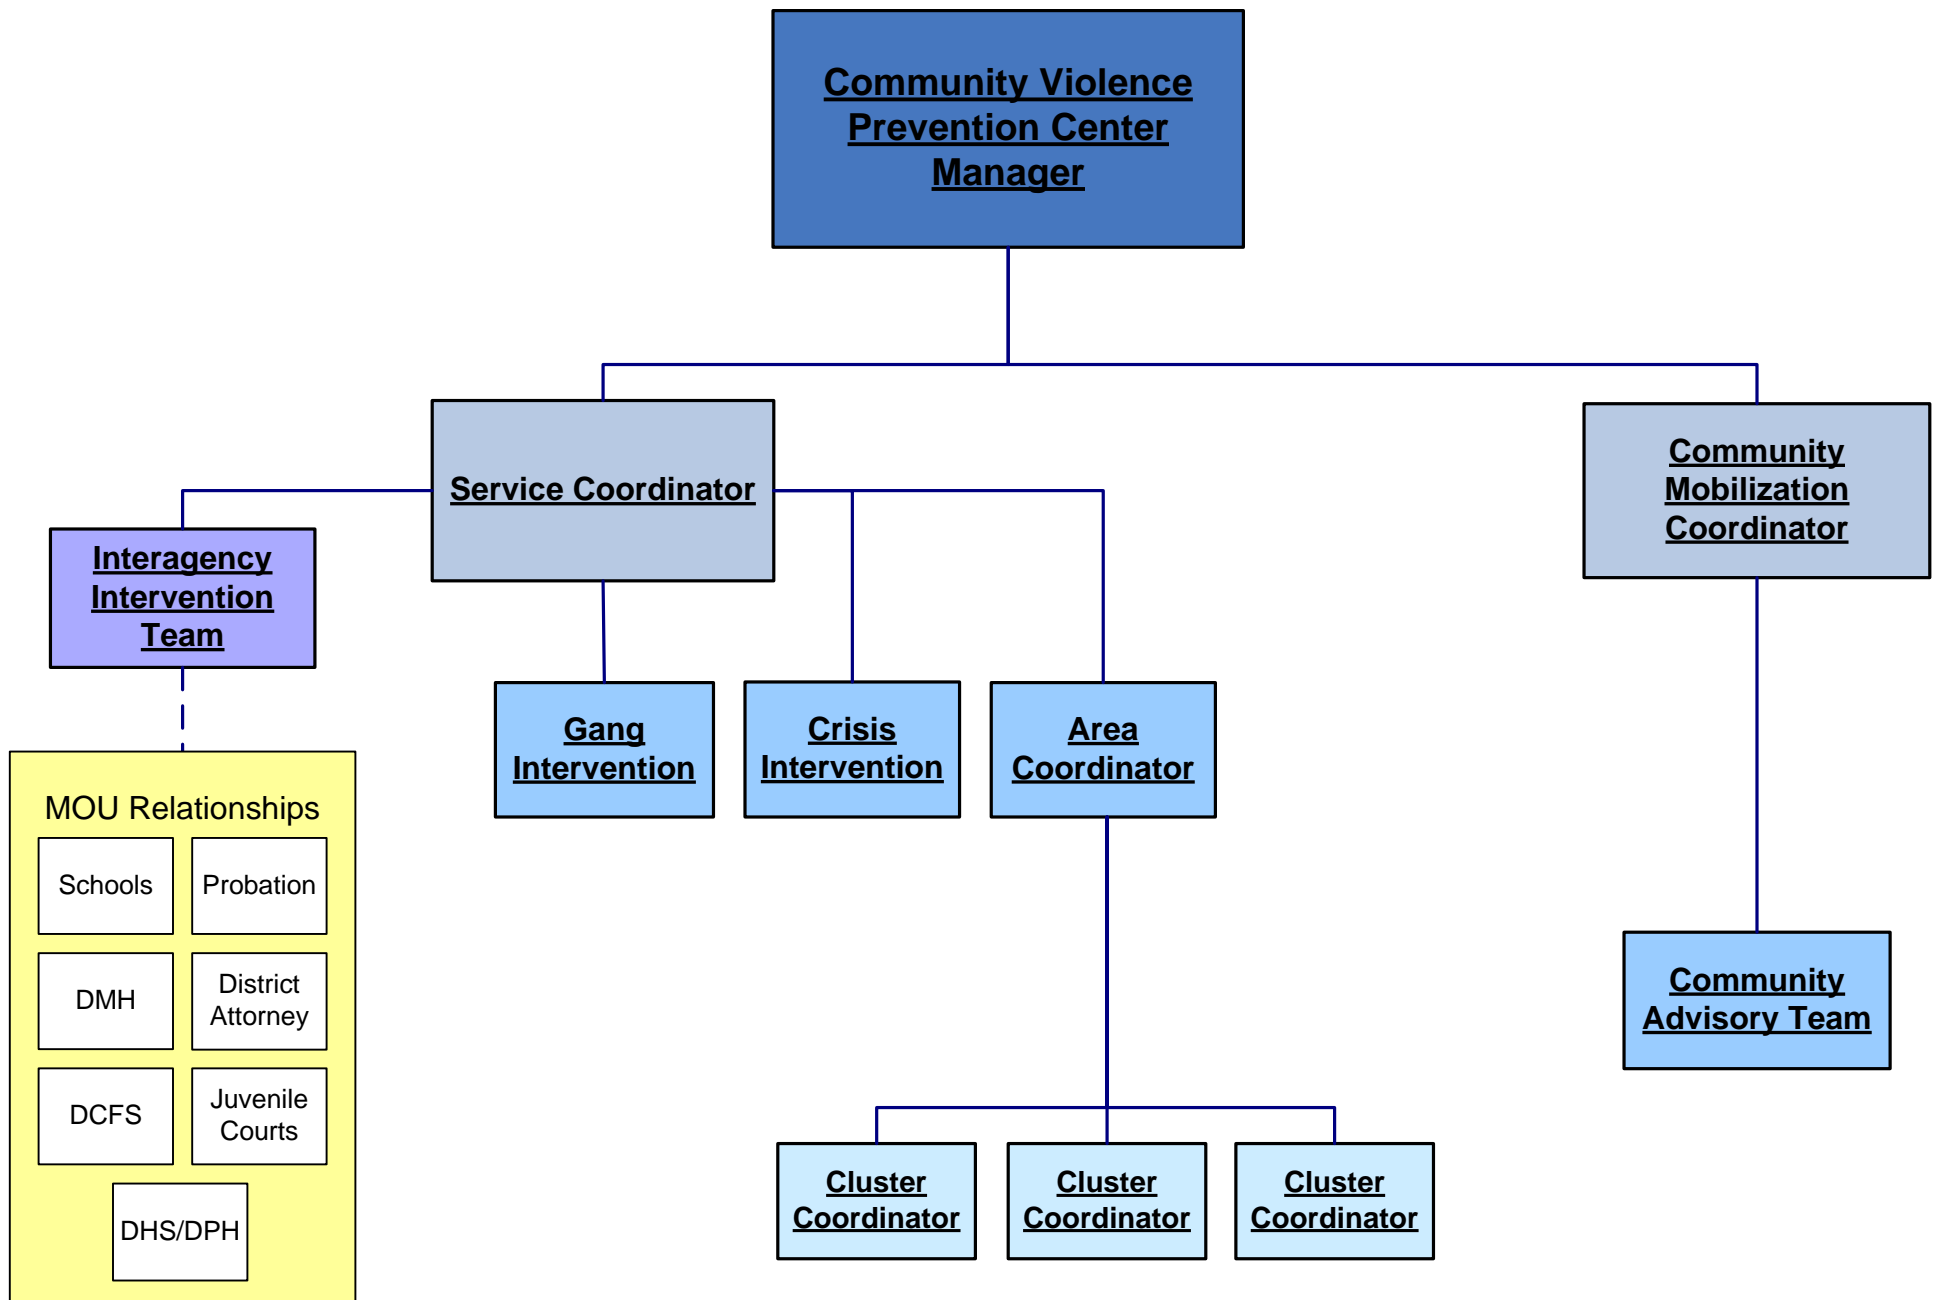 Community Violence
Prevention Center
Manager
Service Coordinator
Community
Mobilization
Coordinator
Interagency
Intervention
Team
Gang
Intervention
Crisis
Intervention
Area
Coordinator
MOU Relationships
Schools
Probation
DMH
District
Attorney
DCFS
Juvenile
Courts
DHS/DPH
Community
Advisory Team
Cluster
Coordinator
Cluster
Coordinator
Cluster
Coordinator